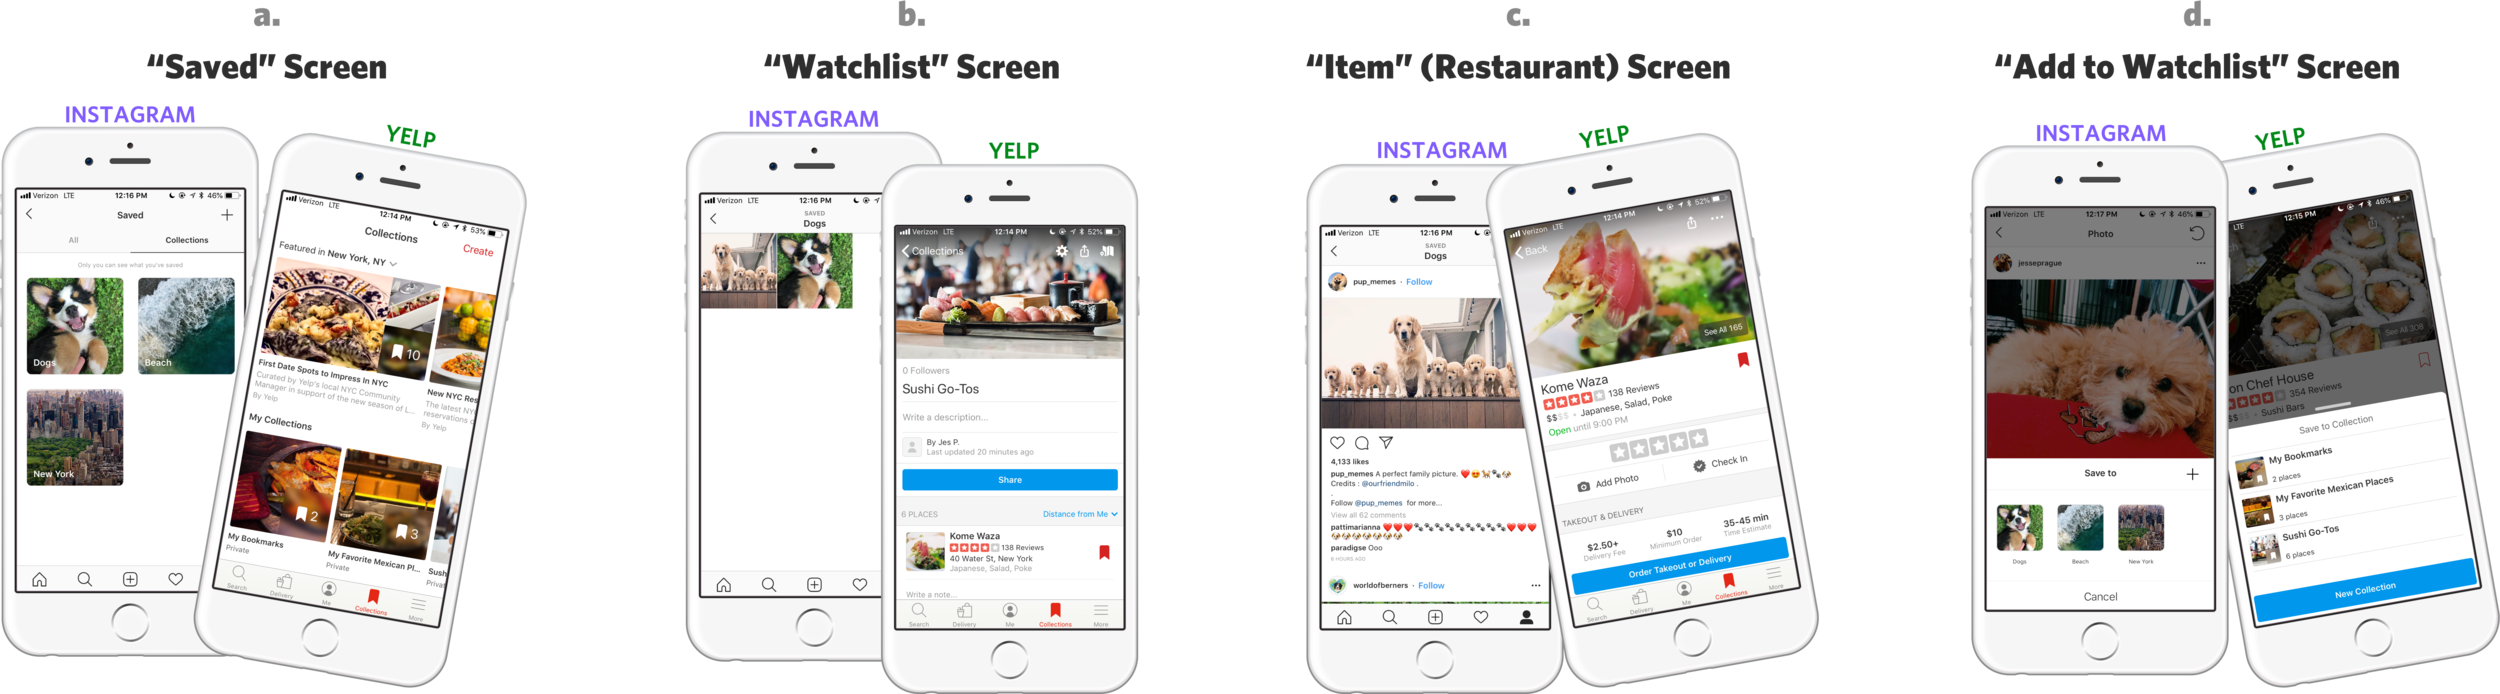 a.
“Saved” Screen
INSTAGRAM
Verizon LTE 12:16 PM 46%
Saved
All Collections
Only you can see what you've saved
Dogs Beach
New York
YELP
Verizon LTE 12:14 PM 53%
Collections Create
Featured in New York, NY
10
First Date Spots to Impress In NYC
Curated by Yelp's local NYC Community
Manager in support of the new season of L...
By Yelp
New NYC Res
The latest NY
reservations
By Yelp
My Collections
2
3
My Bookmarks
Private
My Favorite Mexican Pl...
Private
Sush
Privat
Search Delivery Me Collections More
b.
“Watchlist” Screen
INSTAGRAM
Verizon LTE 12:16 PM
SAVED
Dogs
YELP
Verizon LTE 12:14 PM 52%
Collections
0 Followers
Sushi Go-Tos
Write a description...
By Jes P.
Last updated 20 minutes ago
Share
6 PLACES Distance from Me
Kome Waza
138 Reviews
40 Water St, New York
Japanese, Salad, Poke
Write a note...
Search Delivery Me Collections More
c.
“Item” (Restaurant) Screen
INSTAGRAM
Verizon LTE 12:16 PM
SAVED
Dogs
pup_memes · Follow
4,133 likes
pup_memes A perfect family picture. ❤️😍🐕🐾🐶
Credits : @ourfriendmilo .
.
Follow @pup_memes for more...
View all 62 comments
pattimarianna ❤️❤️❤️🐾🐾🐾🐾🐾🐾🐾🐾🐾❤️❤️❤️
🐶🐶🐶🐶🐶🐶🐶
paradigse Ooo
6 HOURS AGO
worldofberners · Follow
YELP
Verizon LTE 12:14 PM 52%
Back
See All 165
Kome Waza
138 Reviews
$$$$ • Japanese, Salad, Poke
Open until 9:00 PM
Add Photo Check In
TAKEOUT & DELIVERY
$2.50+ $10 35-45 min
Delivery Fee Minimum Order Time Estimate
Order Takeout or Delivery
Search Delivery Me Collections More
d.
“Add to Watchlist” Screen
INSTAGRAM
Verizon LTE 12:17 PM 46%
Photo
jesseprague
Save to
Dogs Beach New York
Cancel
YELP
LTE 12:15 PM 46%
See All 308
on Chef House
354 Reviews
$$$$ • Sushi Bars
Save to Collection
My Bookmarks
2 places
My Favorite Mexican Places
3 places
Sushi Go-Tos
6 places
New Collection